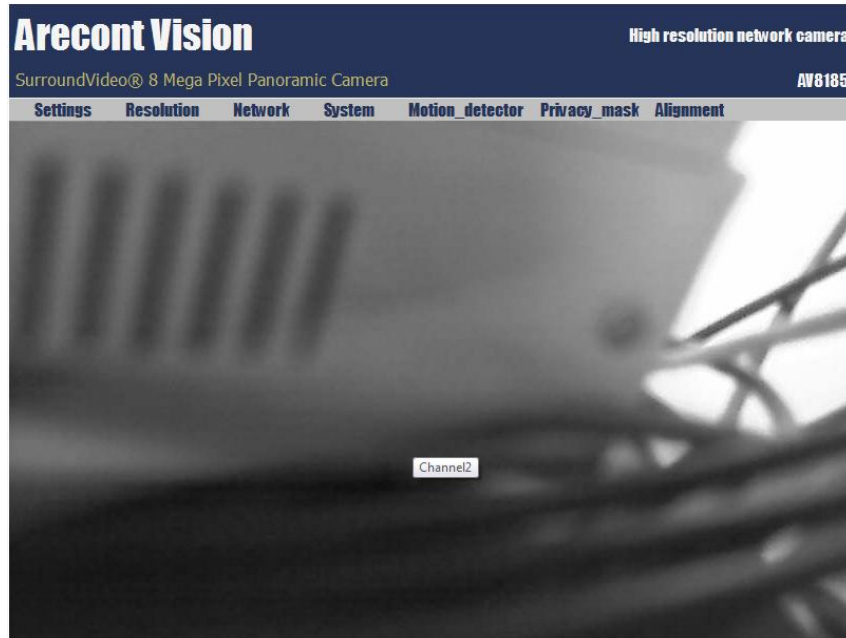 Arecont Vision
High resolution network camera
SurroundVideo® 8 Mega Pixel Panoramic Camera
AV8185
Settings Resolution Network System Motion_detector Privacy_mask Alignment
Channel2